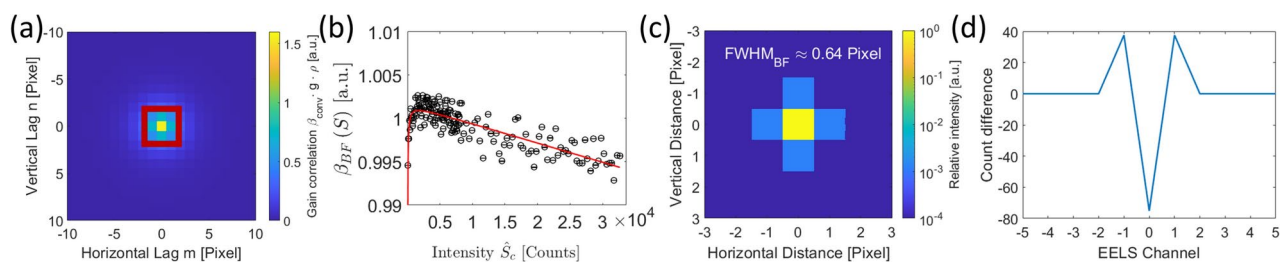 (a)
-10
-5
0
5
10
Vertical Lag n [Pixel]
-10 -5 0 5 10
Horizontal Lag m [Pixel]
1.5
1
0.5
0
Gain correlation β_conv · g · ρ [a.u.]
(b)
1.01
1.005
1
0.995
0.99
β_BF (S) [a.u.]
0.5 1 1.5 2 2.5 3 ×10^4
Intensity Ŝ_c [Counts]
(c)
-3
-2
-1
0
1
2
3
Vertical Distance [Pixel]
FWHM_BF ≈ 0.64 Pixel
-3 -2 -1 0 1 2 3
Horizontal Distance [Pixel]
10^0
10^-1
10^-2
10^-3
10^-4
Relative intensity [a.u.]
(d)
40
20
0
-20
-40
-60
-80
Count difference
-5 -4 -3 -2 -1 0 1 2 3 4 5
EELS Channel